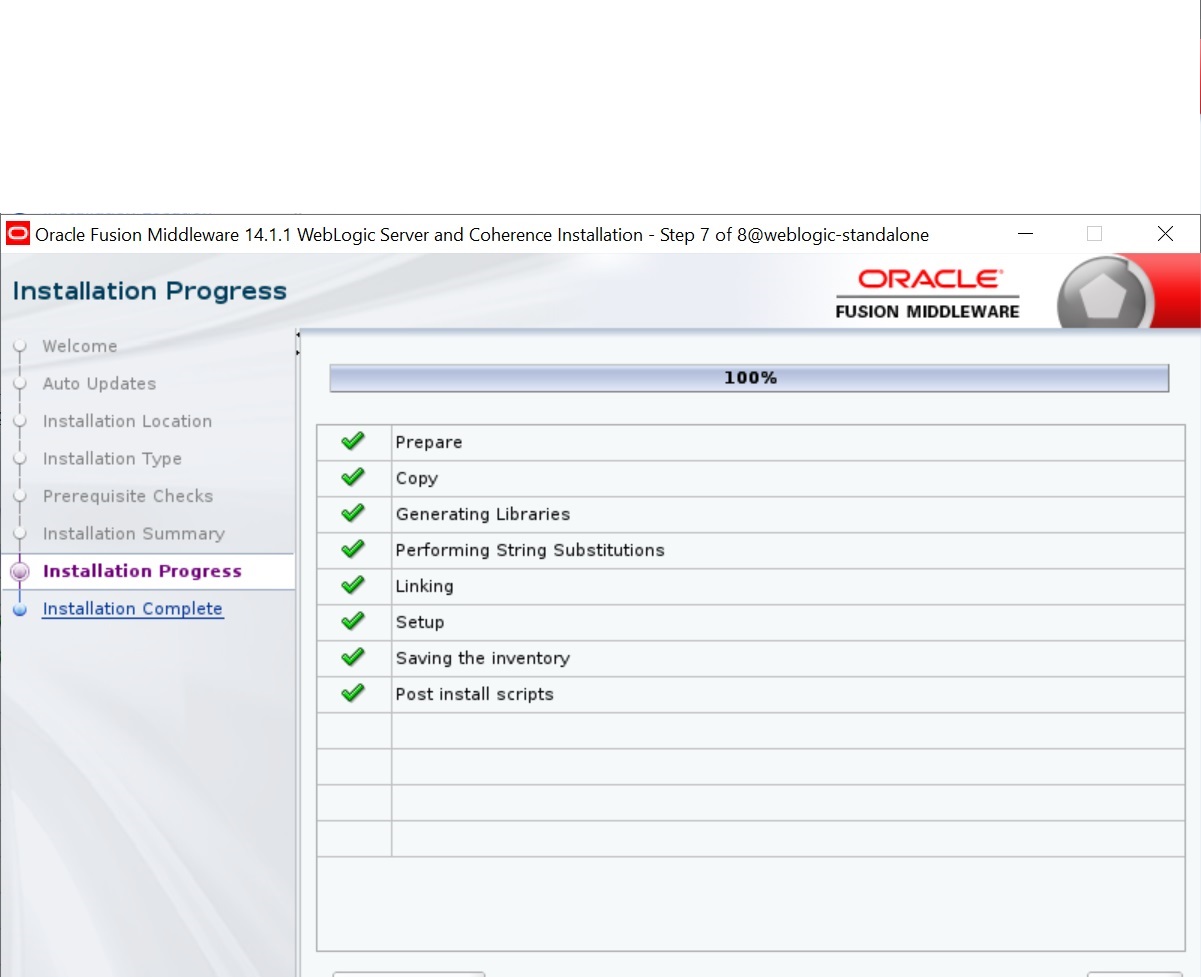 Oracle Fusion Middleware 14.1.1 WebLogic Server and Coherence Installation - Step 7 of 8@weblogic-standalone
Installation Progress
ORACLE
FUSION MIDDLEWARE
Welcome
Auto Updates
Installation Location
Installation Type
Prerequisite Checks
Installation Summary
Installation Progress
Installation Complete
100%
Prepare
Copy
Generating Libraries
Performing String Substitutions
Linking
Setup
Saving the inventory
Post install scripts